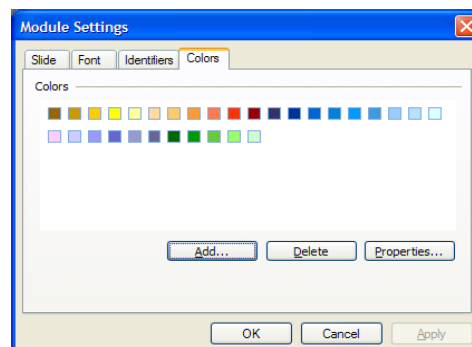 Module Settings
Slide Font Identifiers Colors
Colors
Add... Delete Properties...
OK Cancel Apply